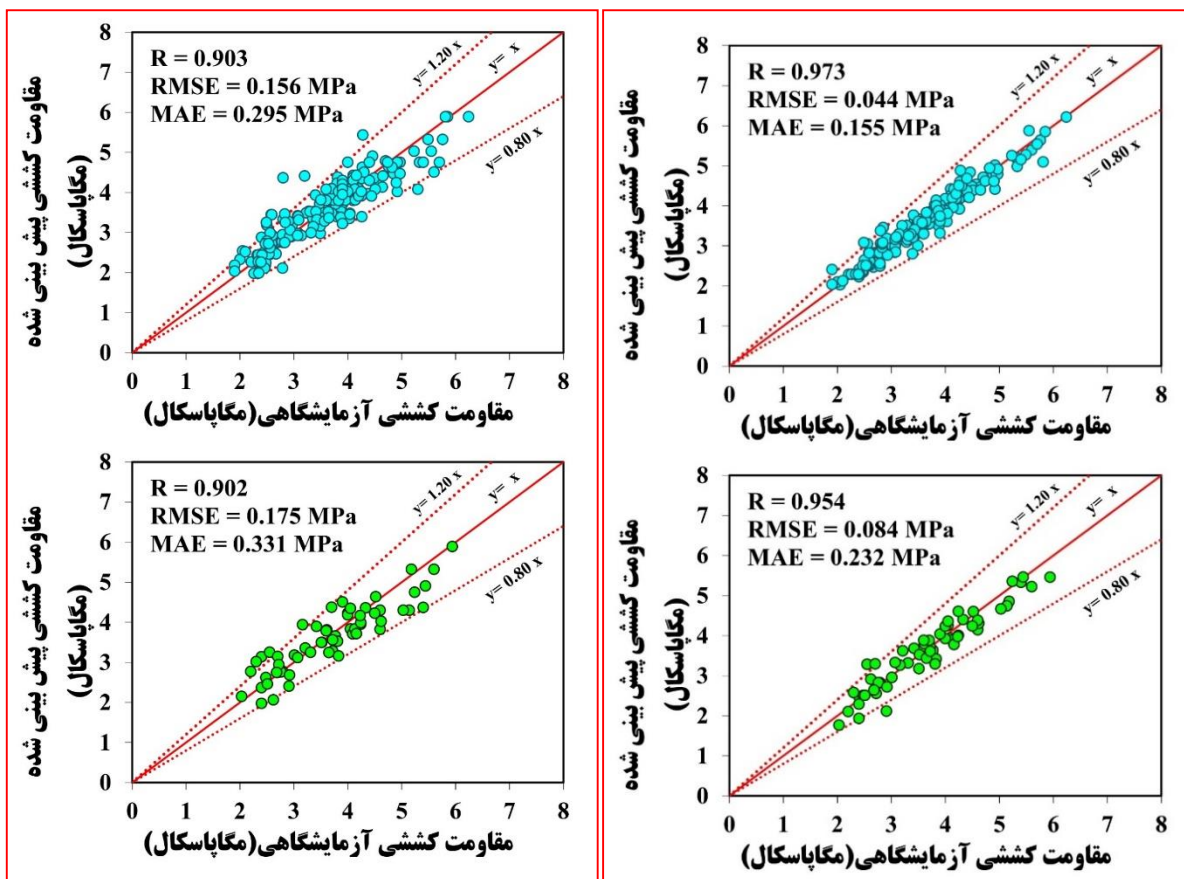 R = 0.903
RMSE = 0.156 MPa
MAE = 0.295 MPa
y= 1.20 x
y= x
y= 0.80 x
8
7
6
5
4
3
2
1
0
0 1 2 3 4 5 6 7 8
مقاومت کششی پیش بینی شده
(مگاپاسکال)
مقاومت کششی آزمایشگاهی(مگاپاسکال)
R = 0.902
RMSE = 0.175 MPa
MAE = 0.331 MPa
y= 1.20 x
y= x
y= 0.80 x
8
7
6
5
4
3
2
1
0
0 1 2 3 4 5 6 7 8
مقاومت کششی پیش بینی شده
(مگاپاسکال)
مقاومت کششی آزمایشگاهی(مگاپاسکال)
R = 0.973
RMSE = 0.044 MPa
MAE = 0.155 MPa
y= 1.20 x
y= x
y= 0.80 x
8
7
6
5
4
3
2
1
0
0 1 2 3 4 5 6 7 8
مقاومت کششی پیش بینی شده
(مگاپاسکال)
مقاومت کششی آزمایشگاهی(مگاپاسکال)
R = 0.954
RMSE = 0.084 MPa
MAE = 0.232 MPa
y= 1.20 x
y= x
y= 0.80 x
8
7
6
5
4
3
2
1
0
0 1 2 3 4 5 6 7 8
مقاومت کششی پیش بینی شده
(مگاپاسکال)
مقاومت کششی آزمایشگاهی(مگاپاسکال)